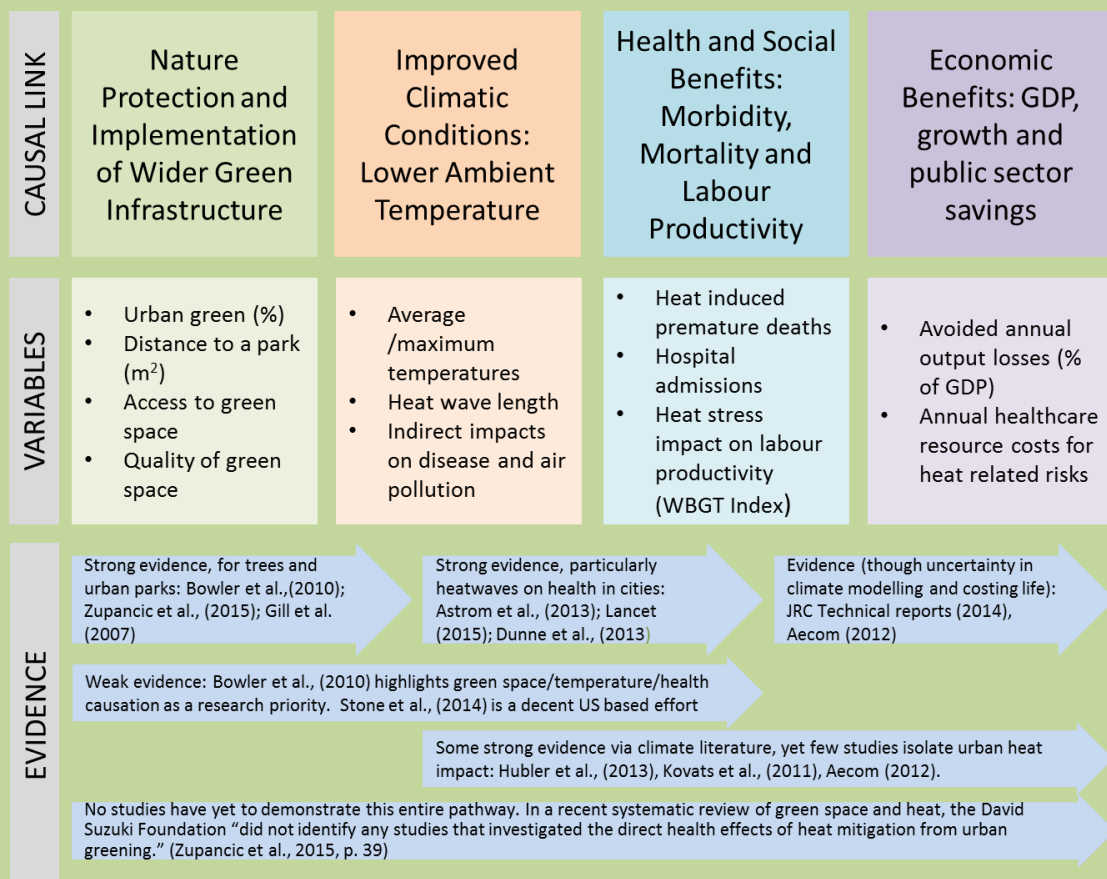 CAUSAL LINK
Nature
Protection and
Implementation
of Wider Green
Infrastructure
Improved
Climatic
Conditions:
Lower Ambient
Temperature
Health and Social
Benefits:
Morbidity,
Mortality and
Labour
Productivity
Economic
Benefits: GDP,
growth and
public sector
savings
VARIABLES
• Urban green (%)
• Distance to a park
(m²)
• Access to green
space
• Quality of green
space
• Average
/maximum
temperatures
• Heat wave length
• Indirect impacts
on disease and air
pollution
• Heat induced
premature deaths
• Hospital
admissions
• Heat stress
impact on labour
productivity
(WBGT Index)
• Avoided annual
output losses (%
of GDP)
• Annual healthcare
resource costs for
heat related risks
EVIDENCE
Strong evidence, for trees and
urban parks: Bowler et al.,(2010);
Zupancic et al., (2015); Gill et al.
(2007)
Strong evidence, particularly
heatwaves on health in cities:
Astrom et al., (2013); Lancet
(2015); Dunne et al., (2013)
Evidence (though uncertainty in
climate modelling and costing life):
JRC Technical reports (2014),
Aecom (2012)
Weak evidence: Bowler et al., (2010) highlights green space/temperature/health
causation as a research priority. Stone et al., (2014) is a decent US based effort
Some strong evidence via climate literature, yet few studies isolate urban heat
impact: Hubler et al., (2013), Kovats et al., (2011), Aecom (2012).
No studies have yet to demonstrate this entire pathway. In a recent systematic review of green space and heat, the David
Suzuki Foundation “did not identify any studies that investigated the direct health effects of heat mitigation from urban
greening.” (Zupancic et al., 2015, p. 39)